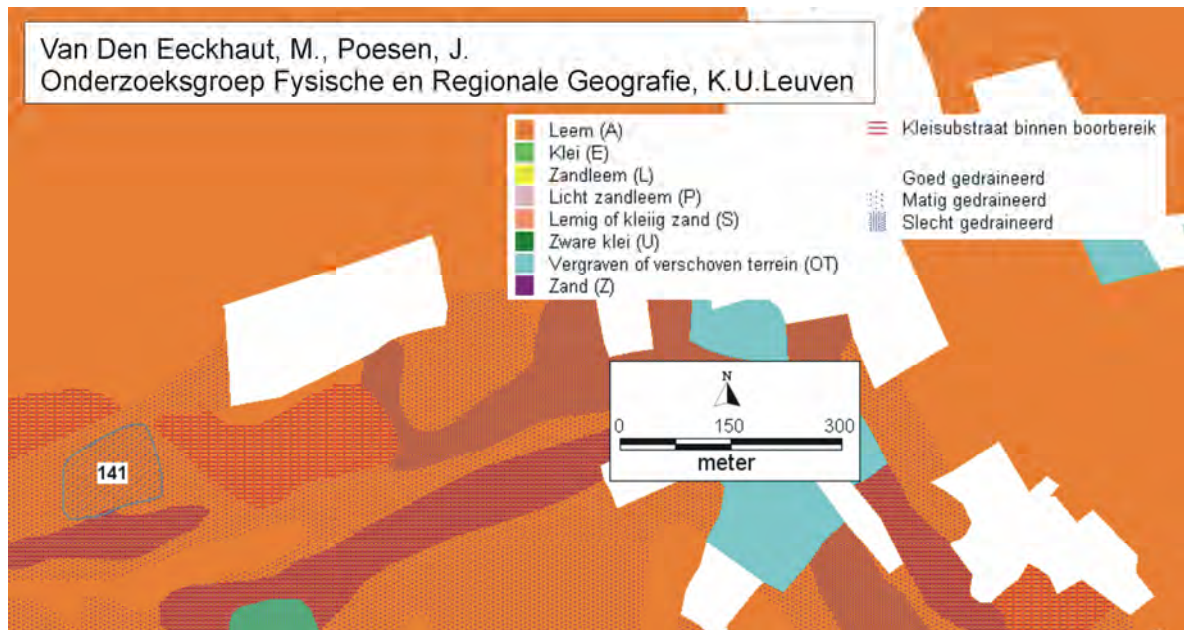 Van Den Eeckhaut, M., Poesen, J.
Onderzoeksgroep Fysische en Regionale Geografie, K.U.Leuven
Leem (A)
Klei (E)
Zandleem (L)
Licht zandleem (P)
Lemig of kleiig zand (S)
Zware klei (U)
Vergraven of verschoven terrein (OT)
Zand (Z)
Kleisubstraat binnen boorbereik
Goed gedraineerd
Matig gedraineerd
Slecht gedraineerd
N
0 150 300
meter
141